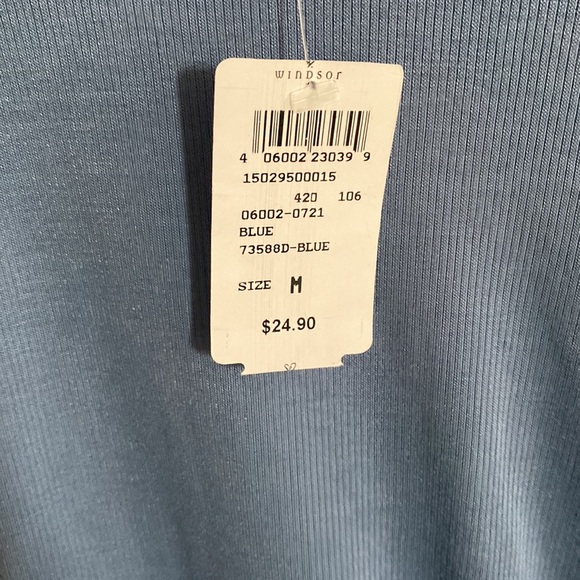 WINDSOR
4 06002 23039 9
15029500015
420 106
06002-0721
BLUE
73588D-BLUE
SIZE M
$24.90